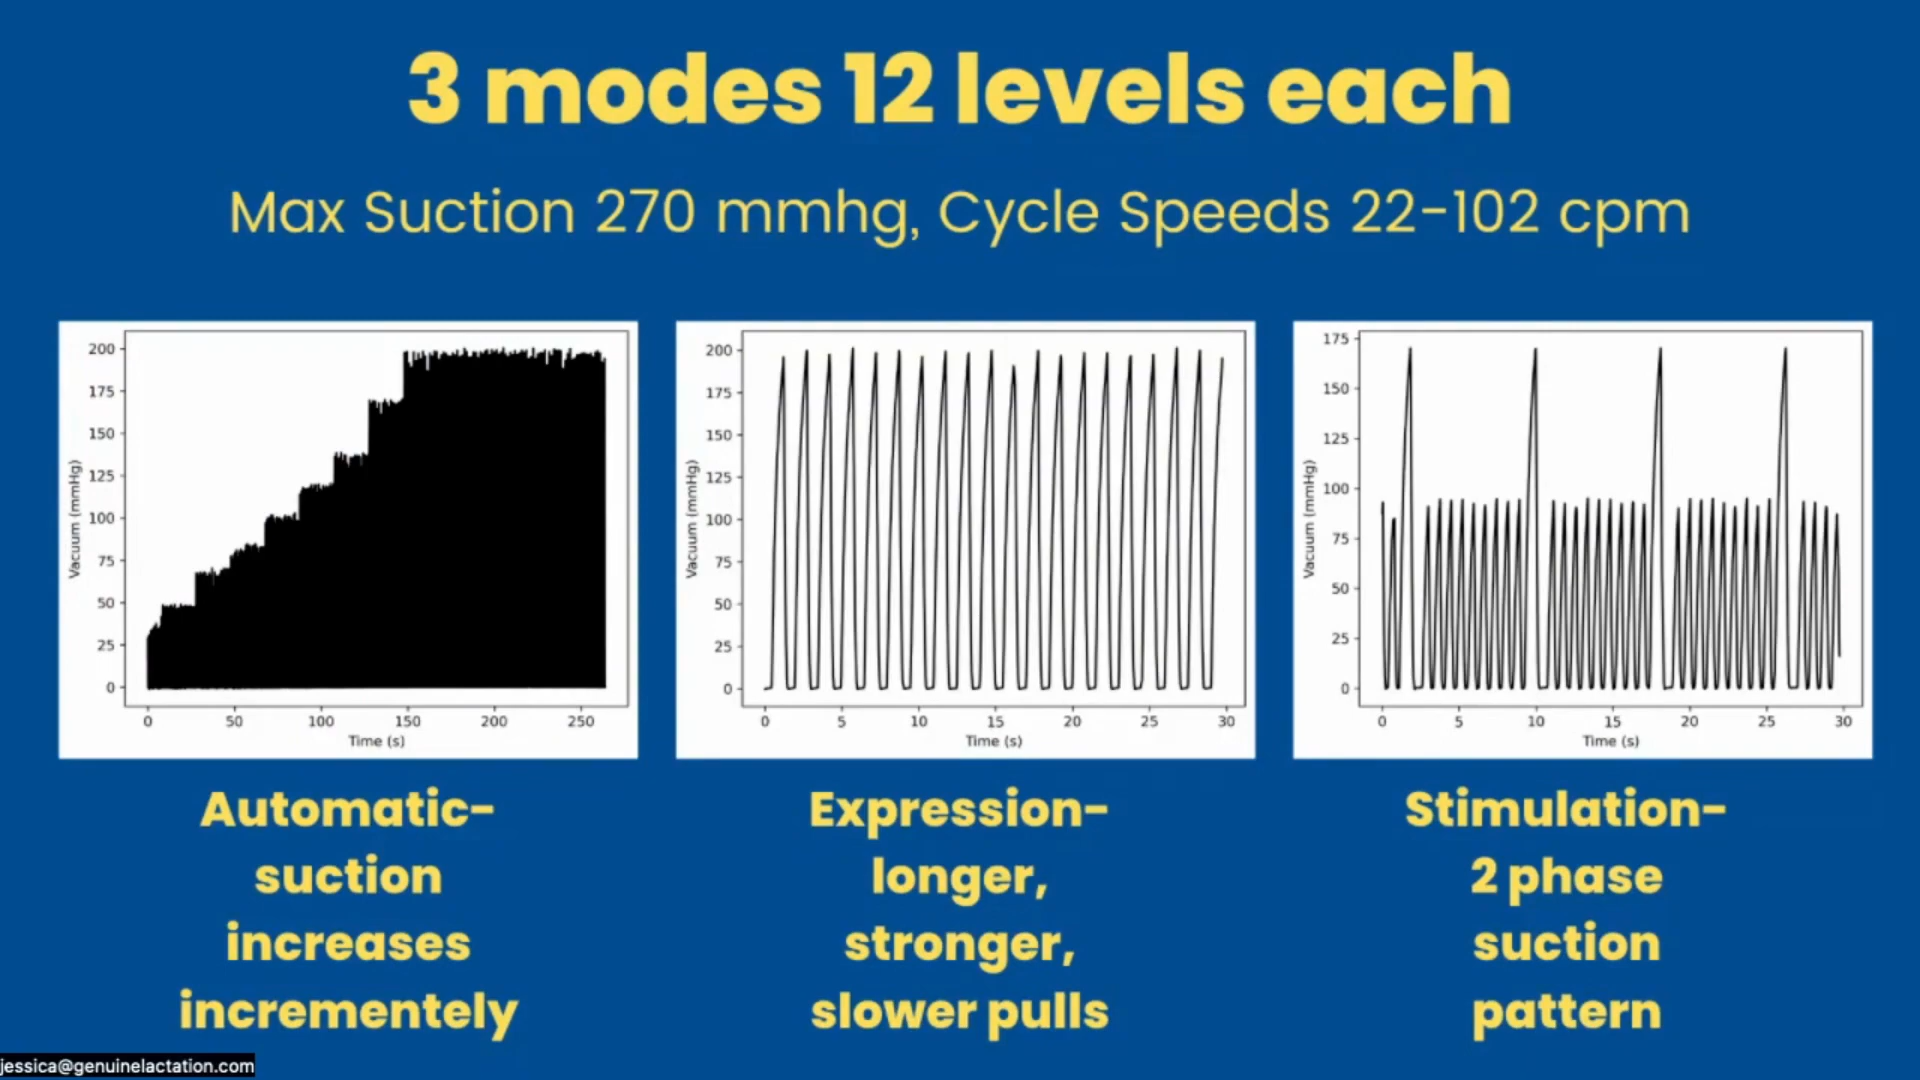 3 modes 12 levels each
Max Suction 270 mmhg, Cycle Speeds 22-102 cpm
200
175
150
125
100
75
50
25
0
Vacuum (mmHg)
0 50 100 150 200 250
Time (s)
200
175
150
125
100
75
50
25
0
Vacuum (mmHg)
0 5 10 15 20 25 30
Time (s)
175
150
125
100
75
50
25
0
Vacuum (mmHg)
0 5 10 15 20 25 30
Time (s)
Automatic-
suction
increases
incrementely
Expression-
longer,
stronger,
slower pulls
Stimulation-
2 phase
suction
pattern
jessica@genuinelactation.com